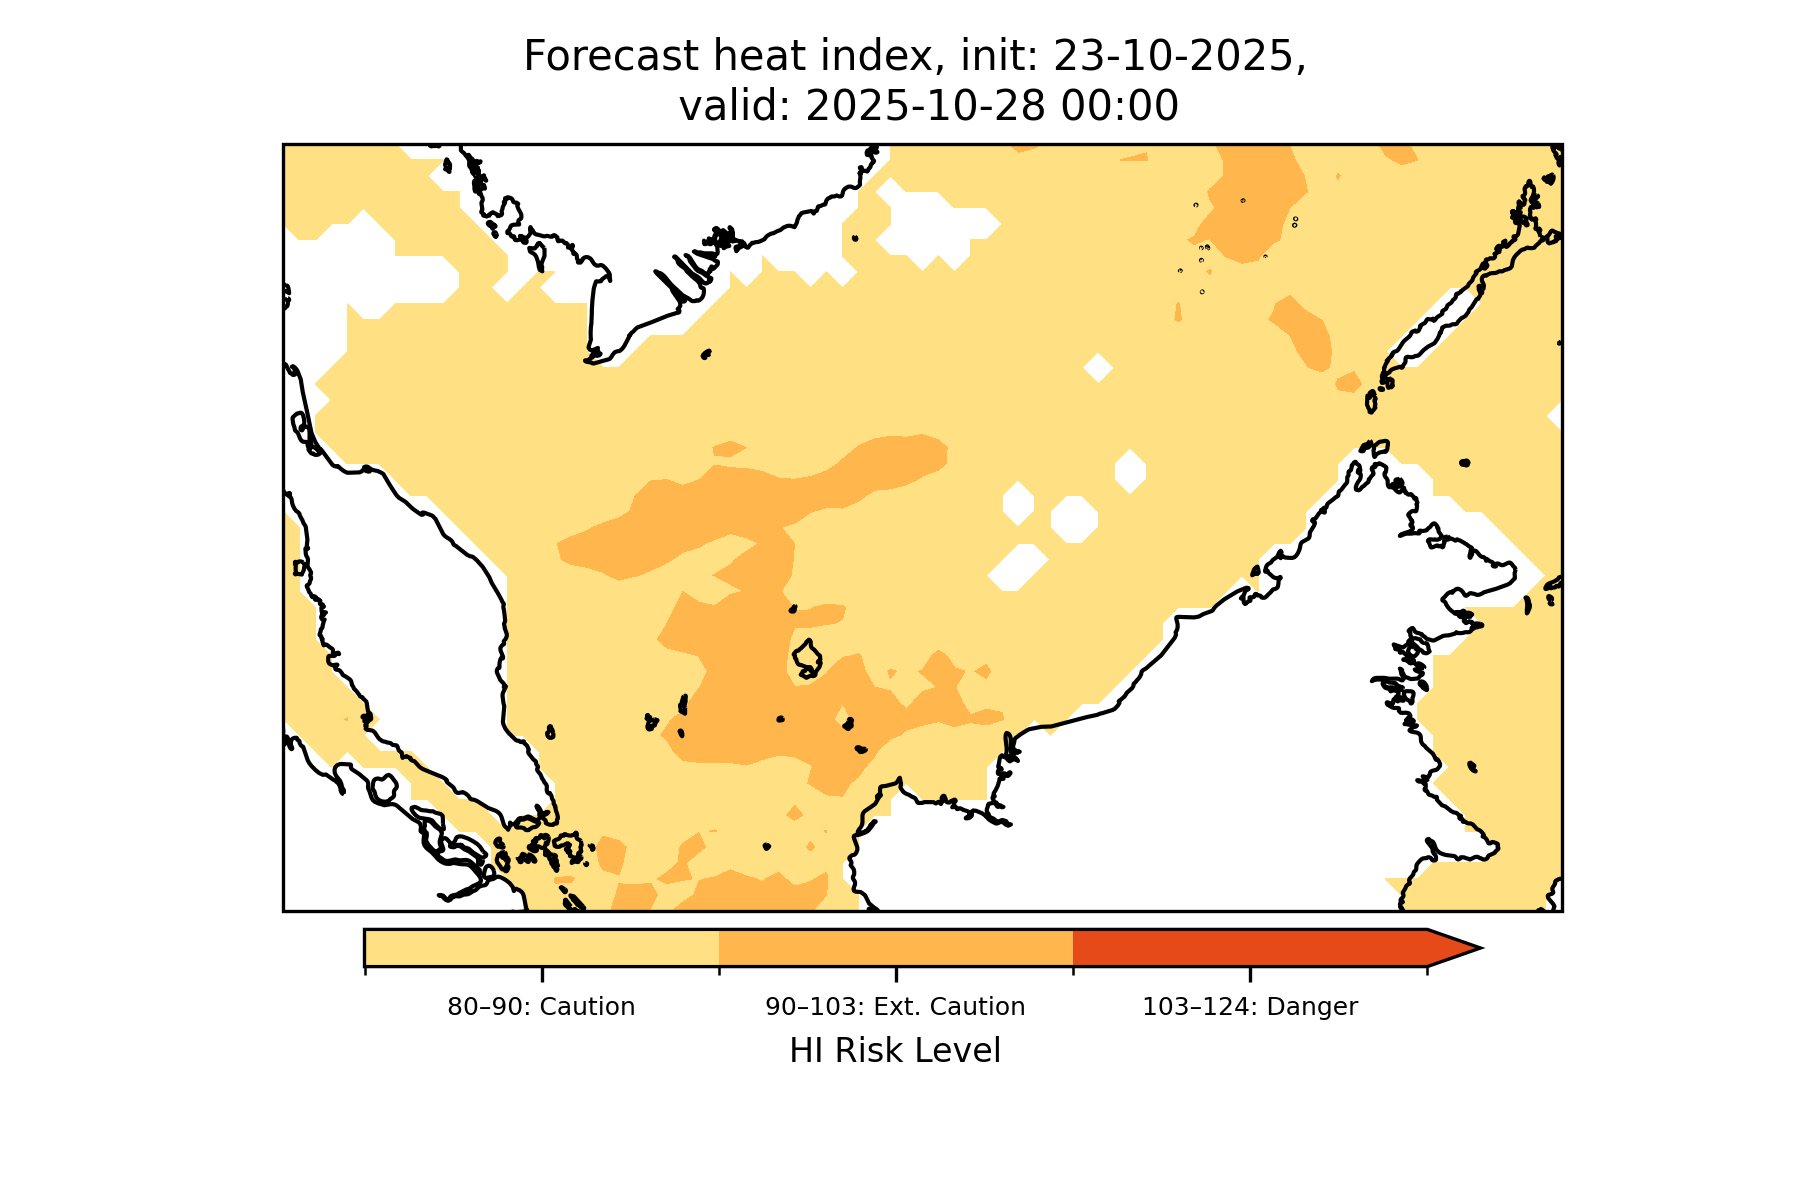 Forecast heat index, init: 23-10-2025,
valid: 2025-10-28 00:00
80–90: Caution
90–103: Ext. Caution
103–124: Danger
HI Risk Level